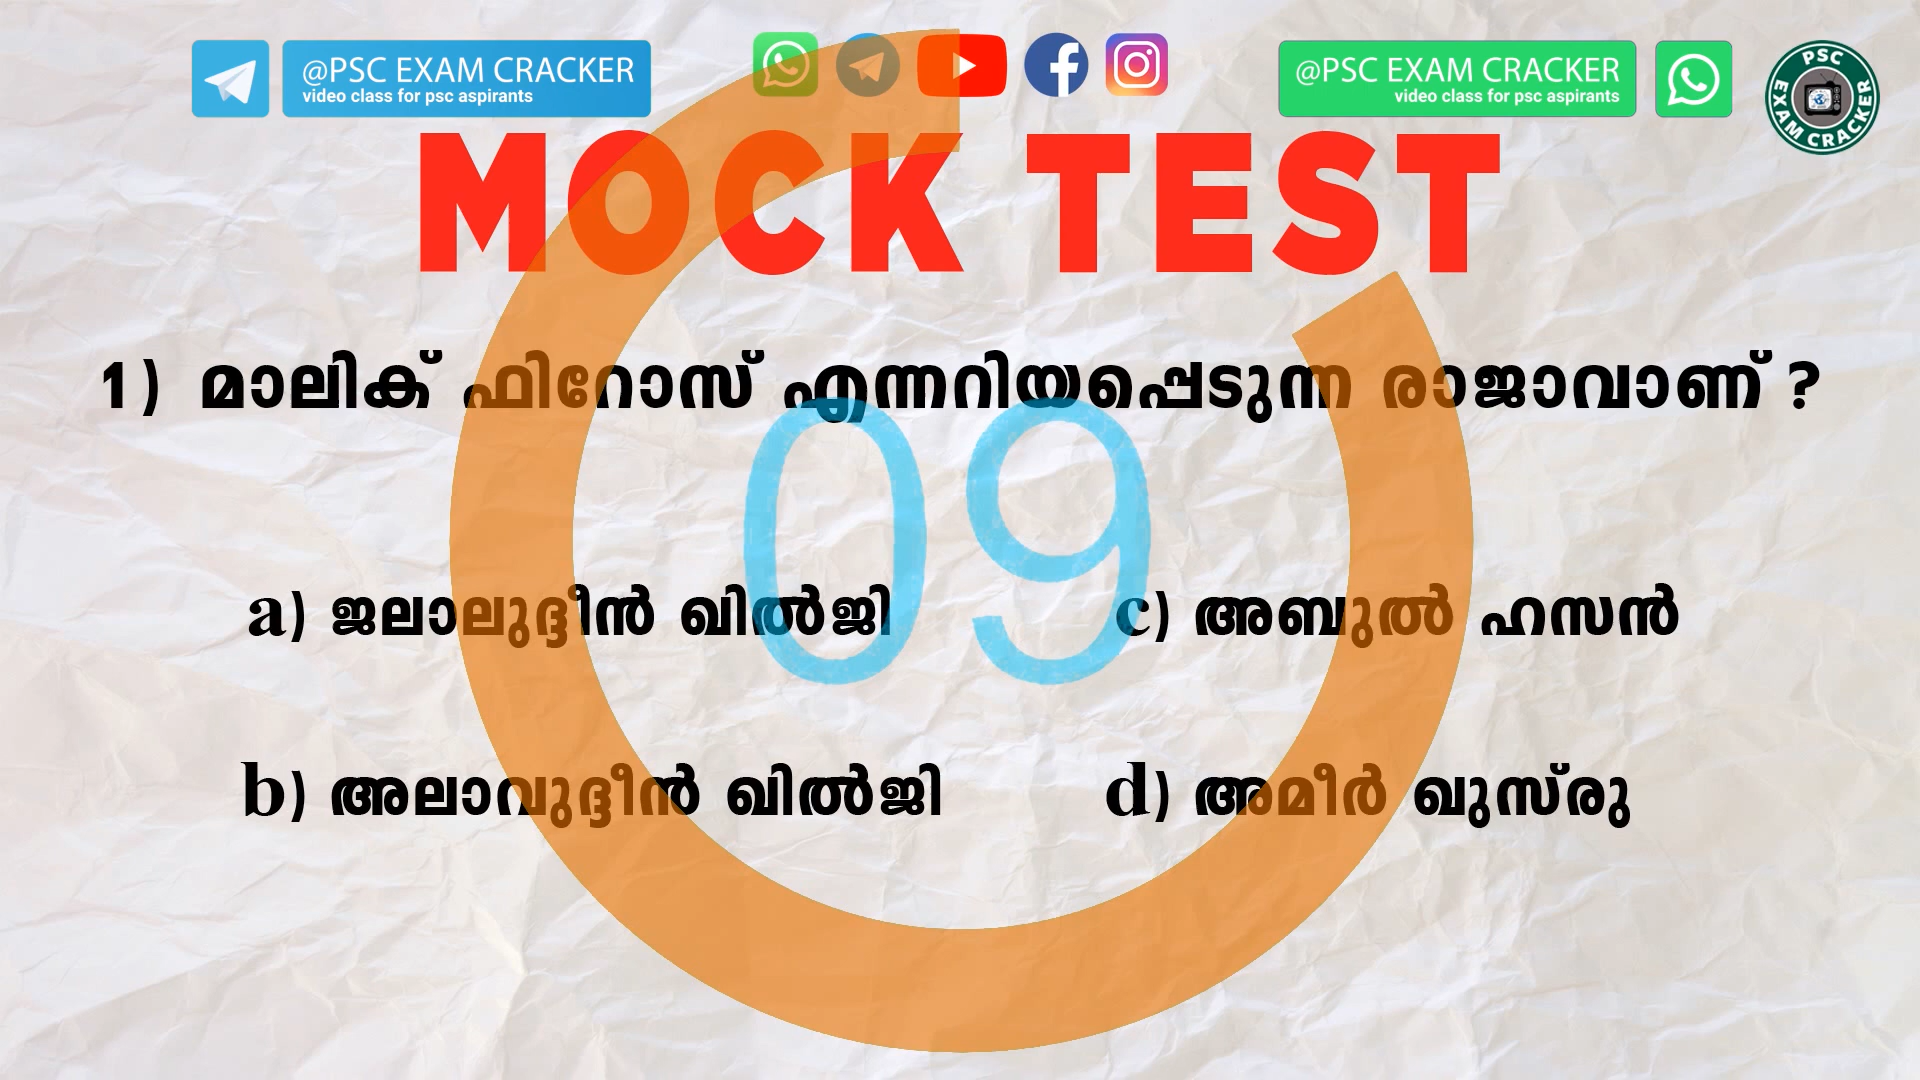 @PSC EXAM CRACKER
video class for psc aspirants
@PSC EXAM CRACKER
video class for psc aspirants
PSC EXAM CRACKER
MOCK TEST
1) മാലിക് ഫിറോസ് എന്നറിയപ്പെടുന്ന രാജാവാണ് ?
09
a) ജലാലുദ്ദീൻ ഖിൽജി
c) അബുൽ ഹസൻ
b) അലാവുദ്ദീൻ ഖിൽജി
d) അമീർ ഖുസ്രു